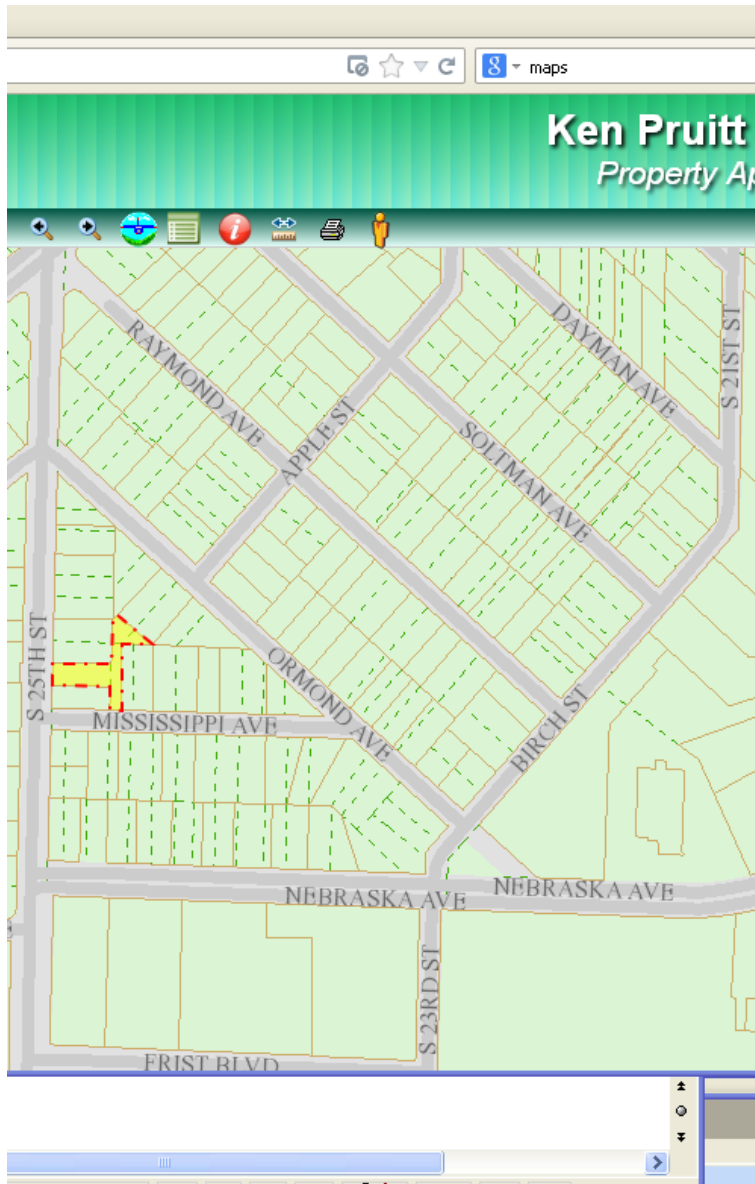 8 maps
Ken Pruitt
Property Ap
DAYMAN AVE
S 21ST ST
RAYMOND AVE
APPLE ST
SOLTMAN AVE
S 25TH ST
ORMOND AVE
MISSISSIPPI AVE
BIRCH ST
NEBRASKA AVE
NEBRASKA AVE
S 23RD ST
FRIST BLVD